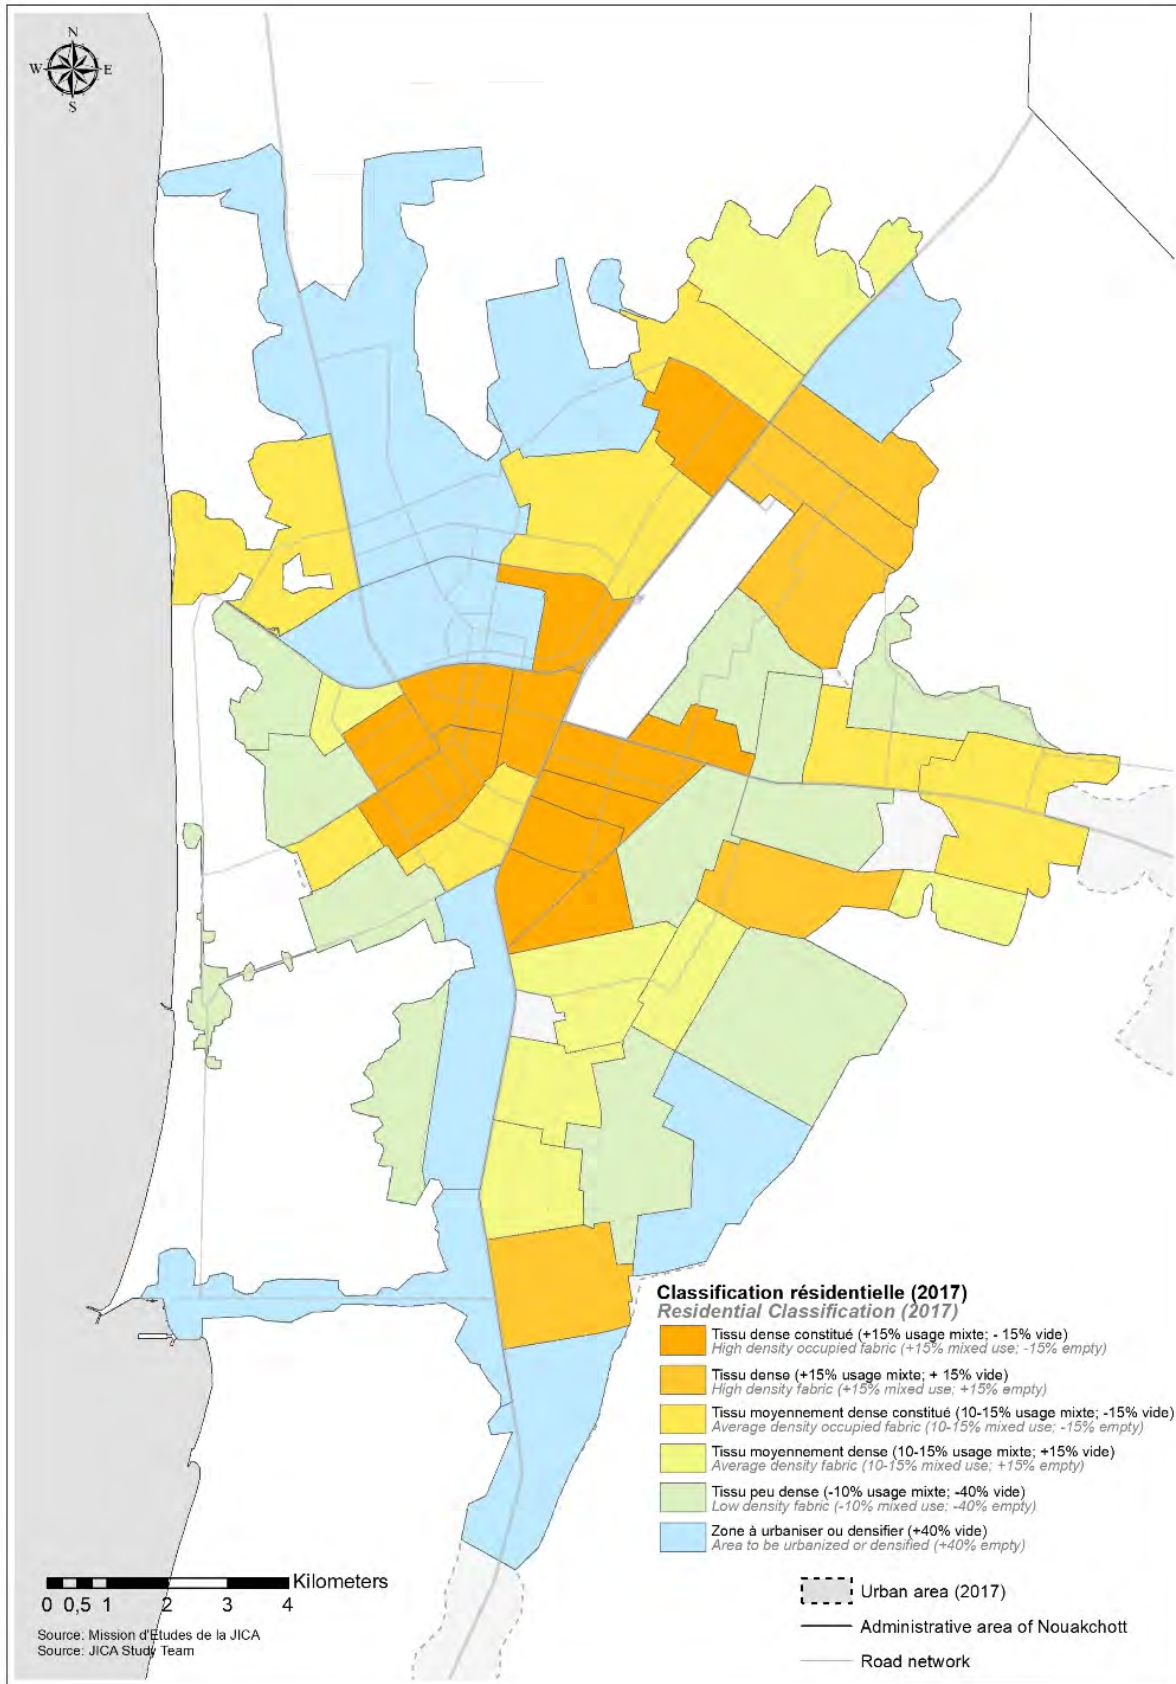 N
W E
S
Classification résidentielle (2017)
Residential Classification (2017)
Tissu dense constitué (+15% usage mixte; - 15% vide)
High density occupied fabric (+15% mixed use; -15% empty)
Tissu dense (+15% usage mixte; + 15% vide)
High density fabric (+15% mixed use; +15% empty)
Tissu moyennement dense constitué (10-15% usage mixte; -15% vide)
Average density occupied fabric (10-15% mixed use; -15% empty)
Tissu moyennement dense (10-15% usage mixte; +15% vide)
Average density fabric (10-15% mixed use; +15% empty)
Tissu peu dense (-10% usage mixte; -40% vide)
Low density fabric (-10% mixed use; -40% empty)
Zone à urbaniser ou densifier (+40% vide)
Area to be urbanized or densified (+40% empty)
Kilometers
0 0,5 1 2 3 4
Urban area (2017)
Administrative area of Nouakchott
Road network
Source: Mission d'Etudes de la JICA
Source: JICA Study Team